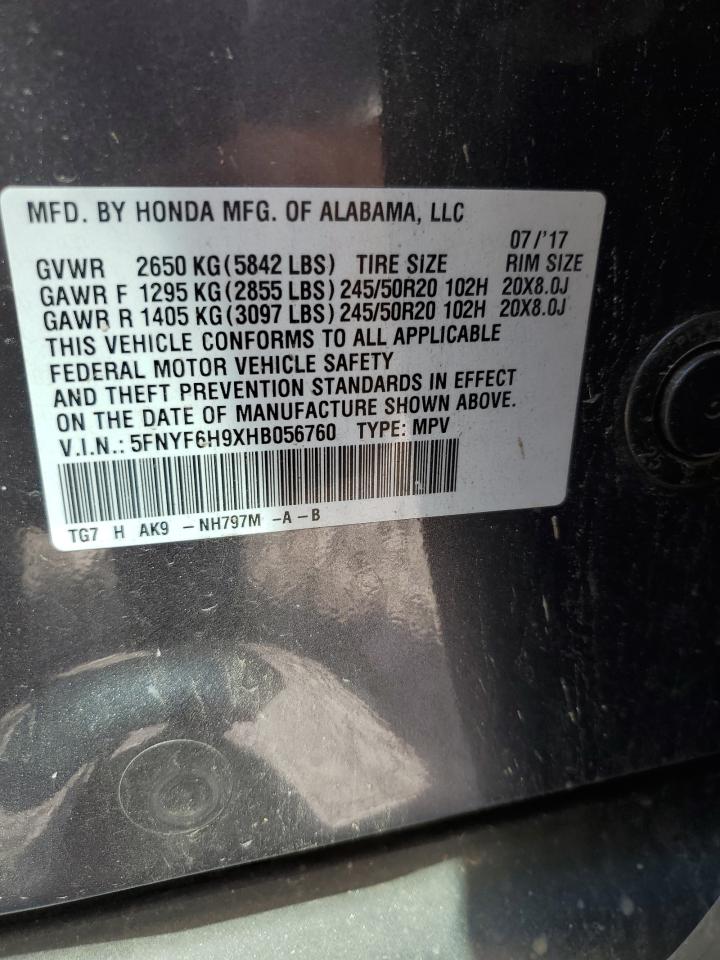 MFD. BY HONDA MFG. OF ALABAMA, LLC
07/'17
GVWR 2650 KG (5842 LBS) TIRE SIZE RIM SIZE
GAWR F 1295 KG (2855 LBS) 245/50R20 102H 20X8.0J
GAWR R 1405 KG (3097 LBS) 245/50R20 102H 20X8.0J
THIS VEHICLE CONFORMS TO ALL APPLICABLE
FEDERAL MOTOR VEHICLE SAFETY
AND THEFT PREVENTION STANDARDS IN EFFECT
ON THE DATE OF MANUFACTURE SHOWN ABOVE.
V.I.N.: 5FNYF6H9XHB056760 TYPE: MPV
TG7 H AK9 -NH797M -A-B